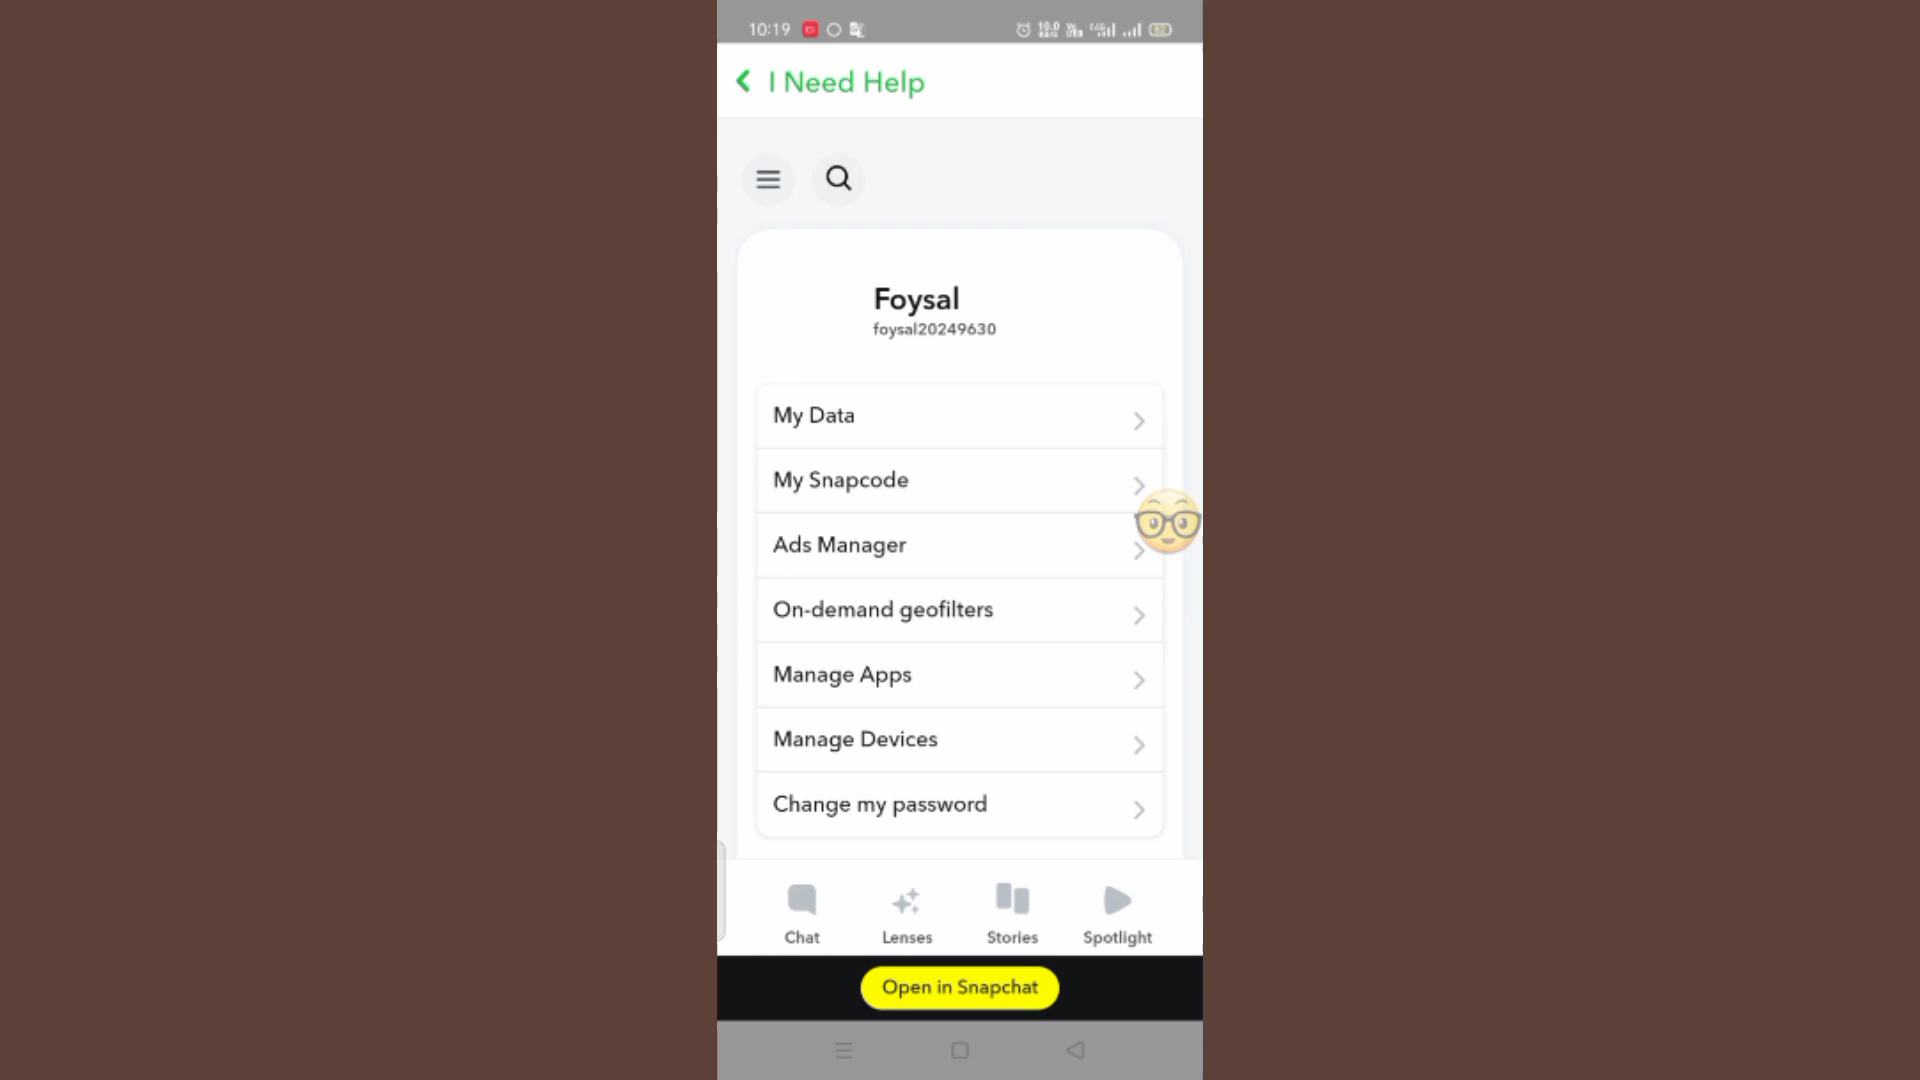 10:19
I Need Help
Foysal
foysal20249630
My Data
My Snapcode
Ads Manager
On-demand geofilters
Manage Apps
Manage Devices
Change my password
Chat
Lenses
Stories
Spotlight
Open in Snapchat